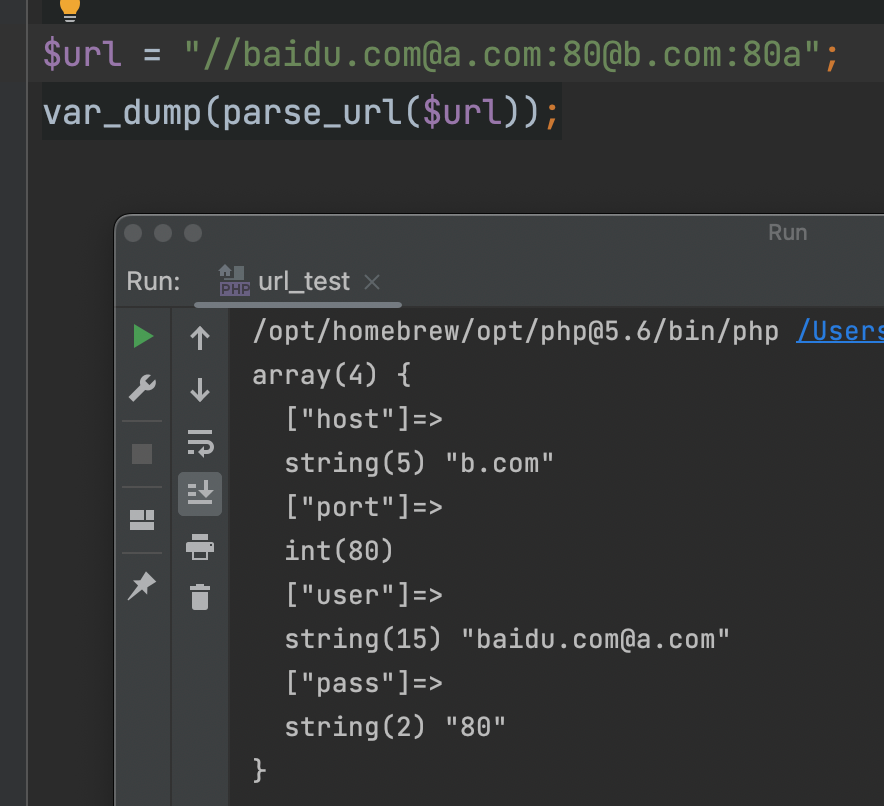 $url = "//baidu.com@a.com:80@b.com:80a";
var_dump(parse_url($url));
Run
Run:
PHP
url_test
/opt/homebrew/opt/php@5.6/bin/php /Users
array(4) {
["host"]=>
string(5) "b.com"
["port"]=>
int(80)
["user"]=>
string(15) "baidu.com@a.com"
["pass"]=>
string(2) "80"
}